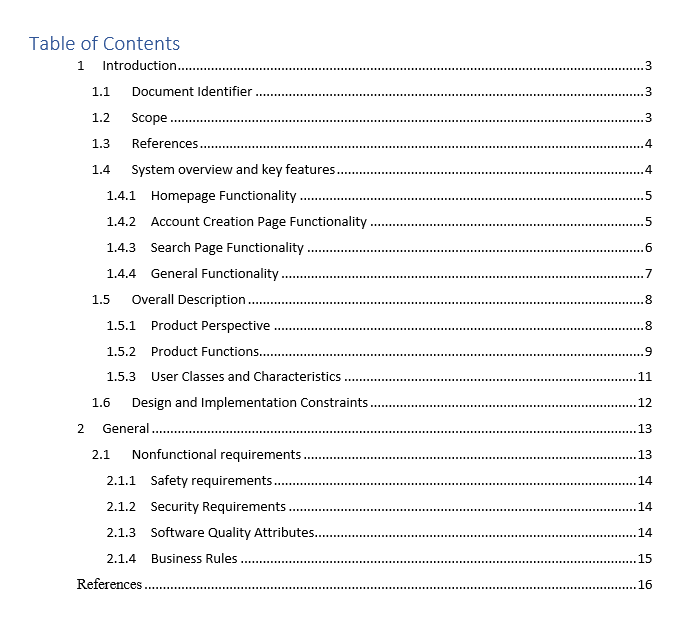 Table of Contents
1 Introduction 3
1.1 Document Identifier 3
1.2 Scope 3
1.3 References 4
1.4 System overview and key features 4
1.4.1 Homepage Functionality 5
1.4.2 Account Creation Page Functionality 5
1.4.3 Search Page Functionality 6
1.4.4 General Functionality 7
1.5 Overall Description 8
1.5.1 Product Perspective 8
1.5.2 Product Functions 9
1.5.3 User Classes and Characteristics 11
1.6 Design and Implementation Constraints 12
2 General 13
2.1 Nonfunctional requirements 13
2.1.1 Safety requirements 14
2.1.2 Security Requirements 14
2.1.3 Software Quality Attributes 14
2.1.4 Business Rules 15
References 16